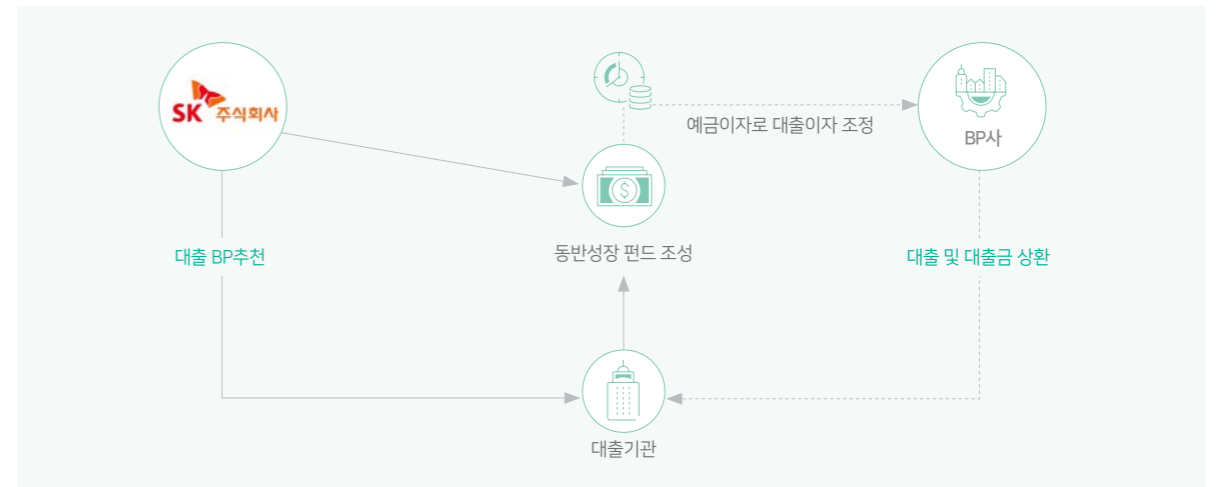 SK 주식회사
예금이자로 대출이자 조정
BP사
$
대출 BP추천
동반성장 펀드 조성
대출 및 대출금 상환
대출기관